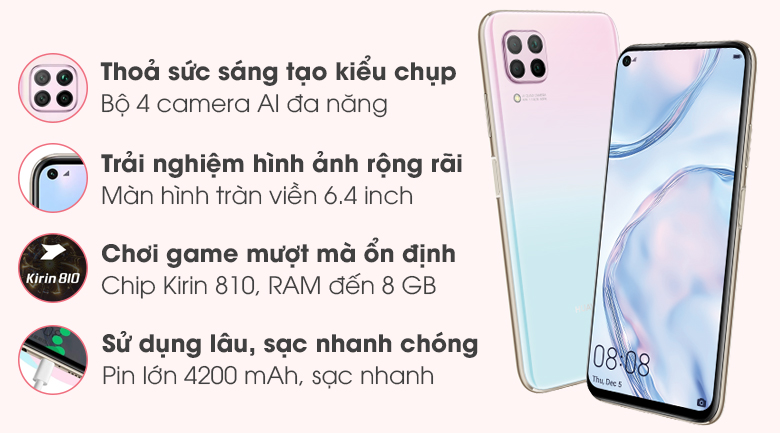 Thoả sức sáng tạo kiểu chụp
Bộ 4 camera AI đa năng
Trải nghiệm hình ảnh rộng rãi
Màn hình tràn viền 6.4 inch
Kirin 810
Chơi game mượt mà ổn định
Chip Kirin 810, RAM đến 8 GB
Sử dụng lâu, sạc nhanh chóng
Pin lớn 4200 mAh, sạc nhanh
08:08
Thu, Dec 5